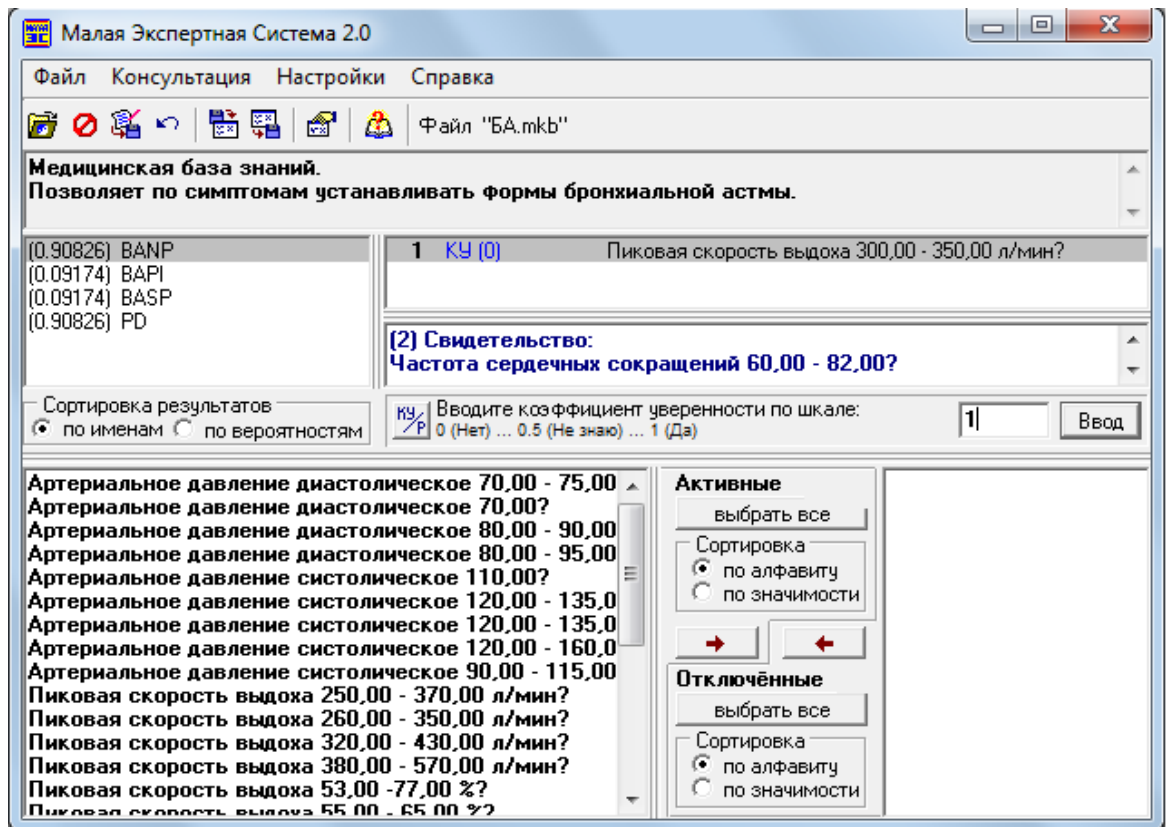 Малая Экспертная Система 2.0
Файл Консультация Настройки Справка
Файл "БА.mkb"
Медицинская база знаний.
Позволяет по симптомам устанавливать формы бронхиальной астмы.
(0.90826) BANP
(0.09174) BAPI
(0.09174) BASP
(0.90826) PD
1 КУ (0) Пиковая скорость выдоха 300,00 - 350,00 л/мин?
(2) Свидетельство:
Частота сердечных сокращений 60,00 - 82,00?
Сортировка результатов
по именам по вероятностям
КУ/Р
Вводите коэффициент уверенности по шкале:
0 (Нет) ... 0.5 (Не знаю) ... 1 (Да)
1
Ввод
Артериальное давление диастолическое 70,00 - 75,00
Артериальное давление диастолическое 70,00?
Артериальное давление диастолическое 80,00 - 90,00
Артериальное давление диастолическое 80,00 - 95,00
Артериальное давление систолическое 110,00?
Артериальное давление систолическое 120,00 - 135,0
Артериальное давление систолическое 120,00 - 135,0
Артериальное давление систолическое 120,00 - 160,0
Артериальное давление систолическое 90,00 - 115,00
Пиковая скорость выдоха 250,00 - 370,00 л/мин?
Пиковая скорость выдоха 260,00 - 350,00 л/мин?
Пиковая скорость выдоха 320,00 - 430,00 л/мин?
Пиковая скорость выдоха 380,00 - 570,00 л/мин?
Пиковая скорость выдоха 53,00 -77,00 %?
Пиковая скорость выдоха 55,00 - 65,00 %?
Активные
выбрать все
Сортировка
по алфавиту
по значимости
Отключённые
выбрать все
Сортировка
по алфавиту
по значимости